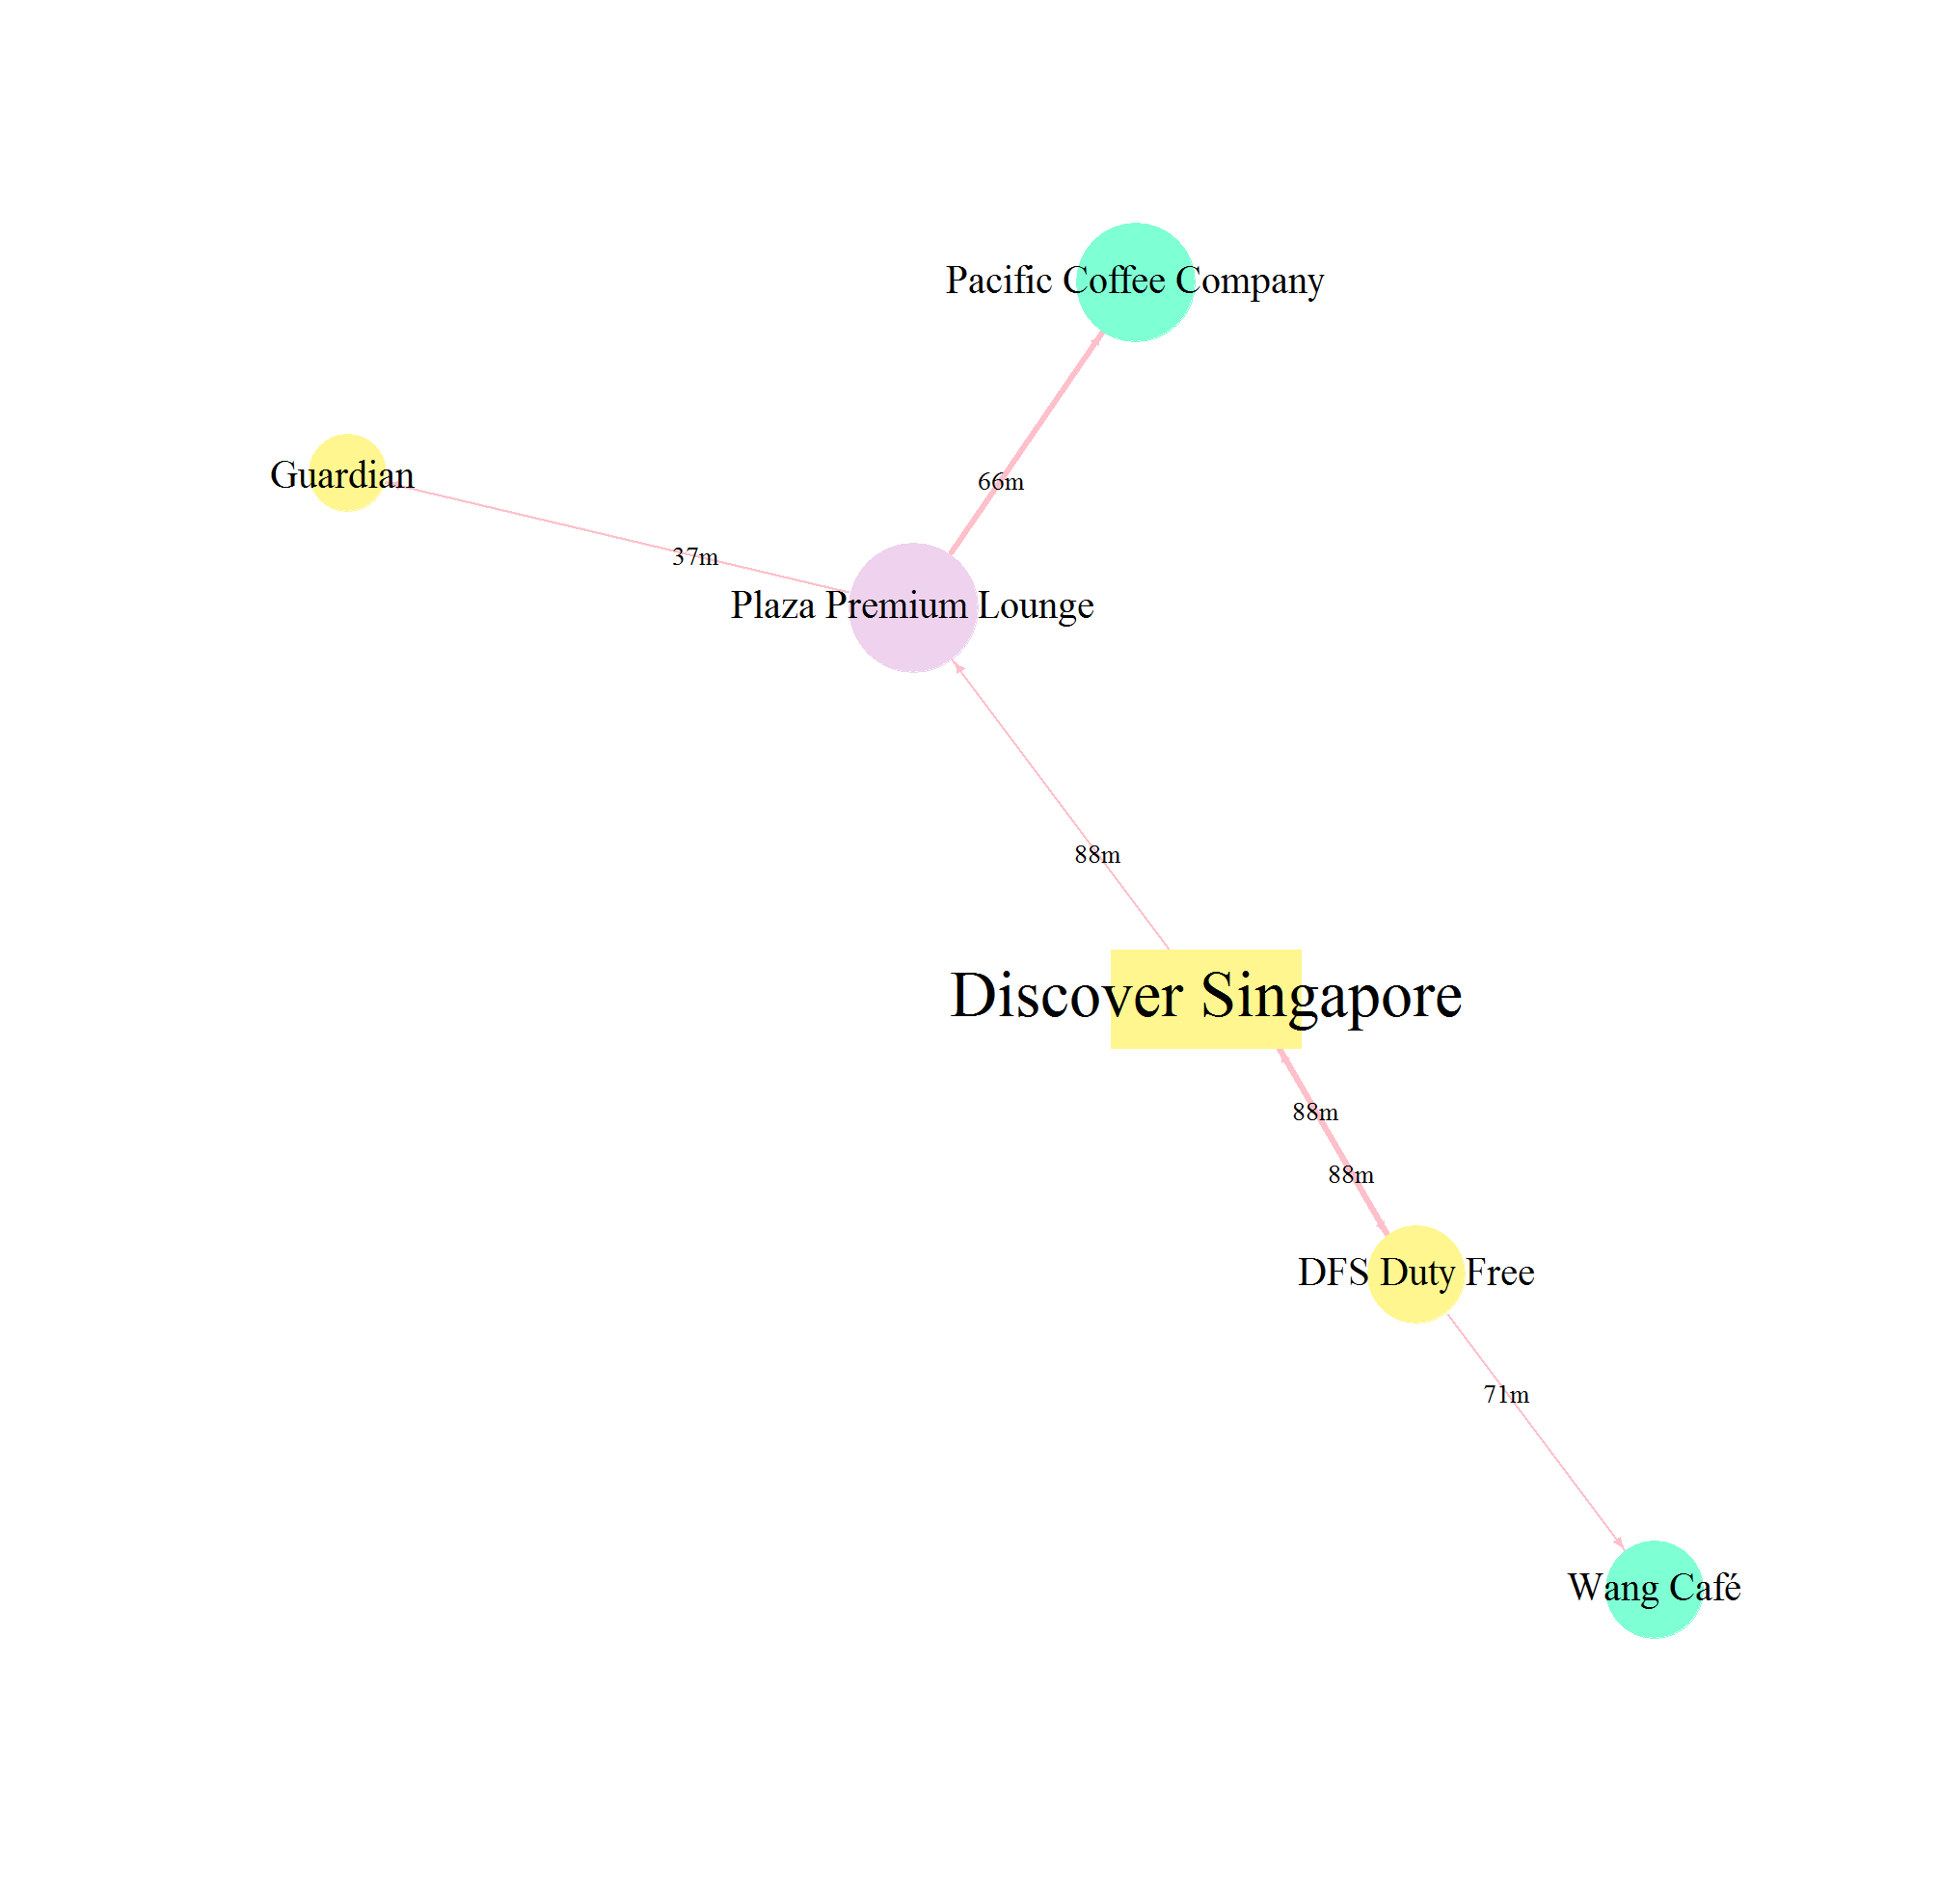 Pacific Coffee Company
Guardian
66m
37m
Plaza Premium Lounge
88m
Discover Singapore
88m
88m
DFS Duty Free
71m
Wang Café